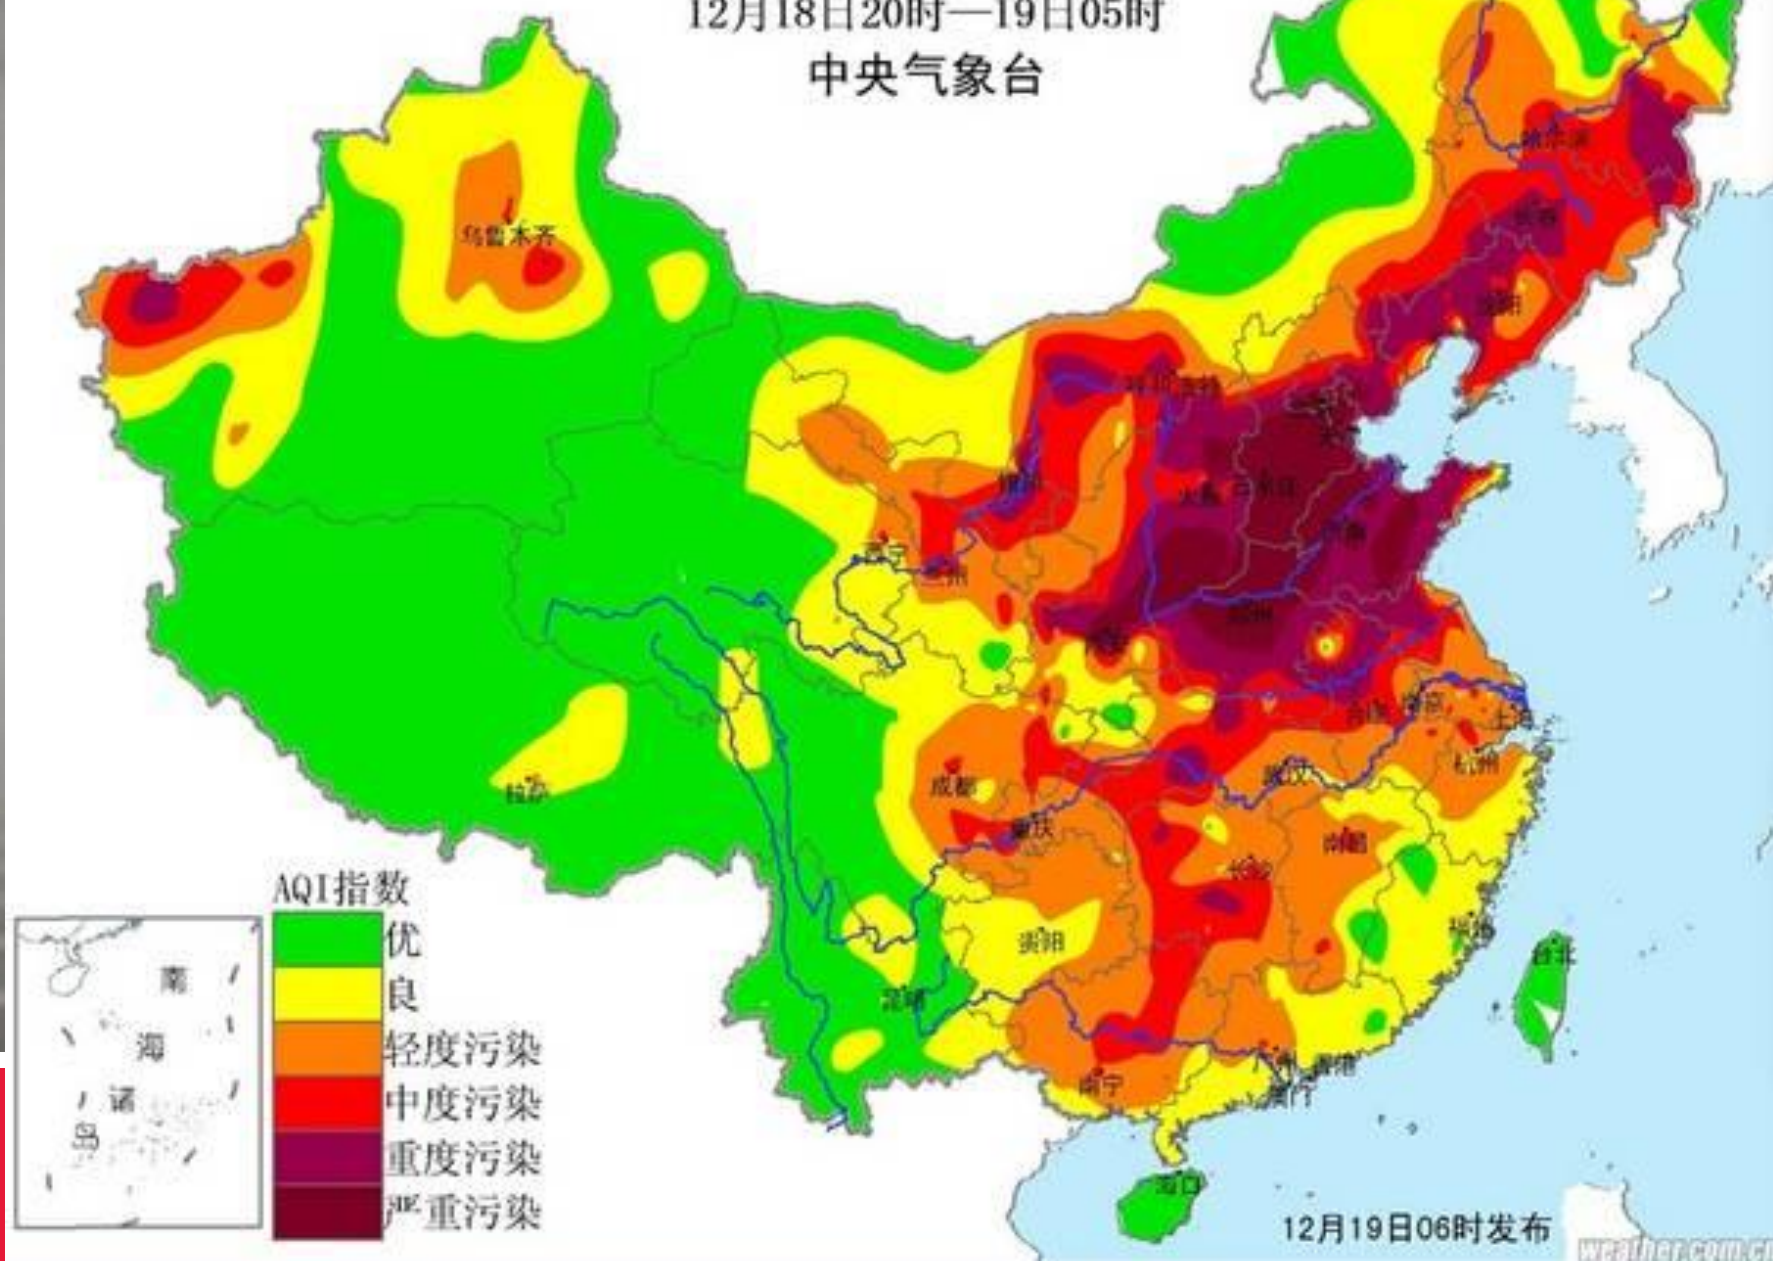 12月18日20时—19日05时
中央气象台
哈尔滨
长春
乌鲁木齐
沈阳
呼和浩特
银川
太原
石家庄
济南
西宁
兰州
郑州
西安
合肥
南京
上海
成都
武汉
杭州
拉萨
重庆
南昌
长沙
贵阳
福州
台北
昆明
南宁
广州
香港
澳门
海口
AQI指数
优
良
轻度污染
中度污染
重度污染
严重污染
南
海
诸
岛
12月19日06时发布
weather.com.cn